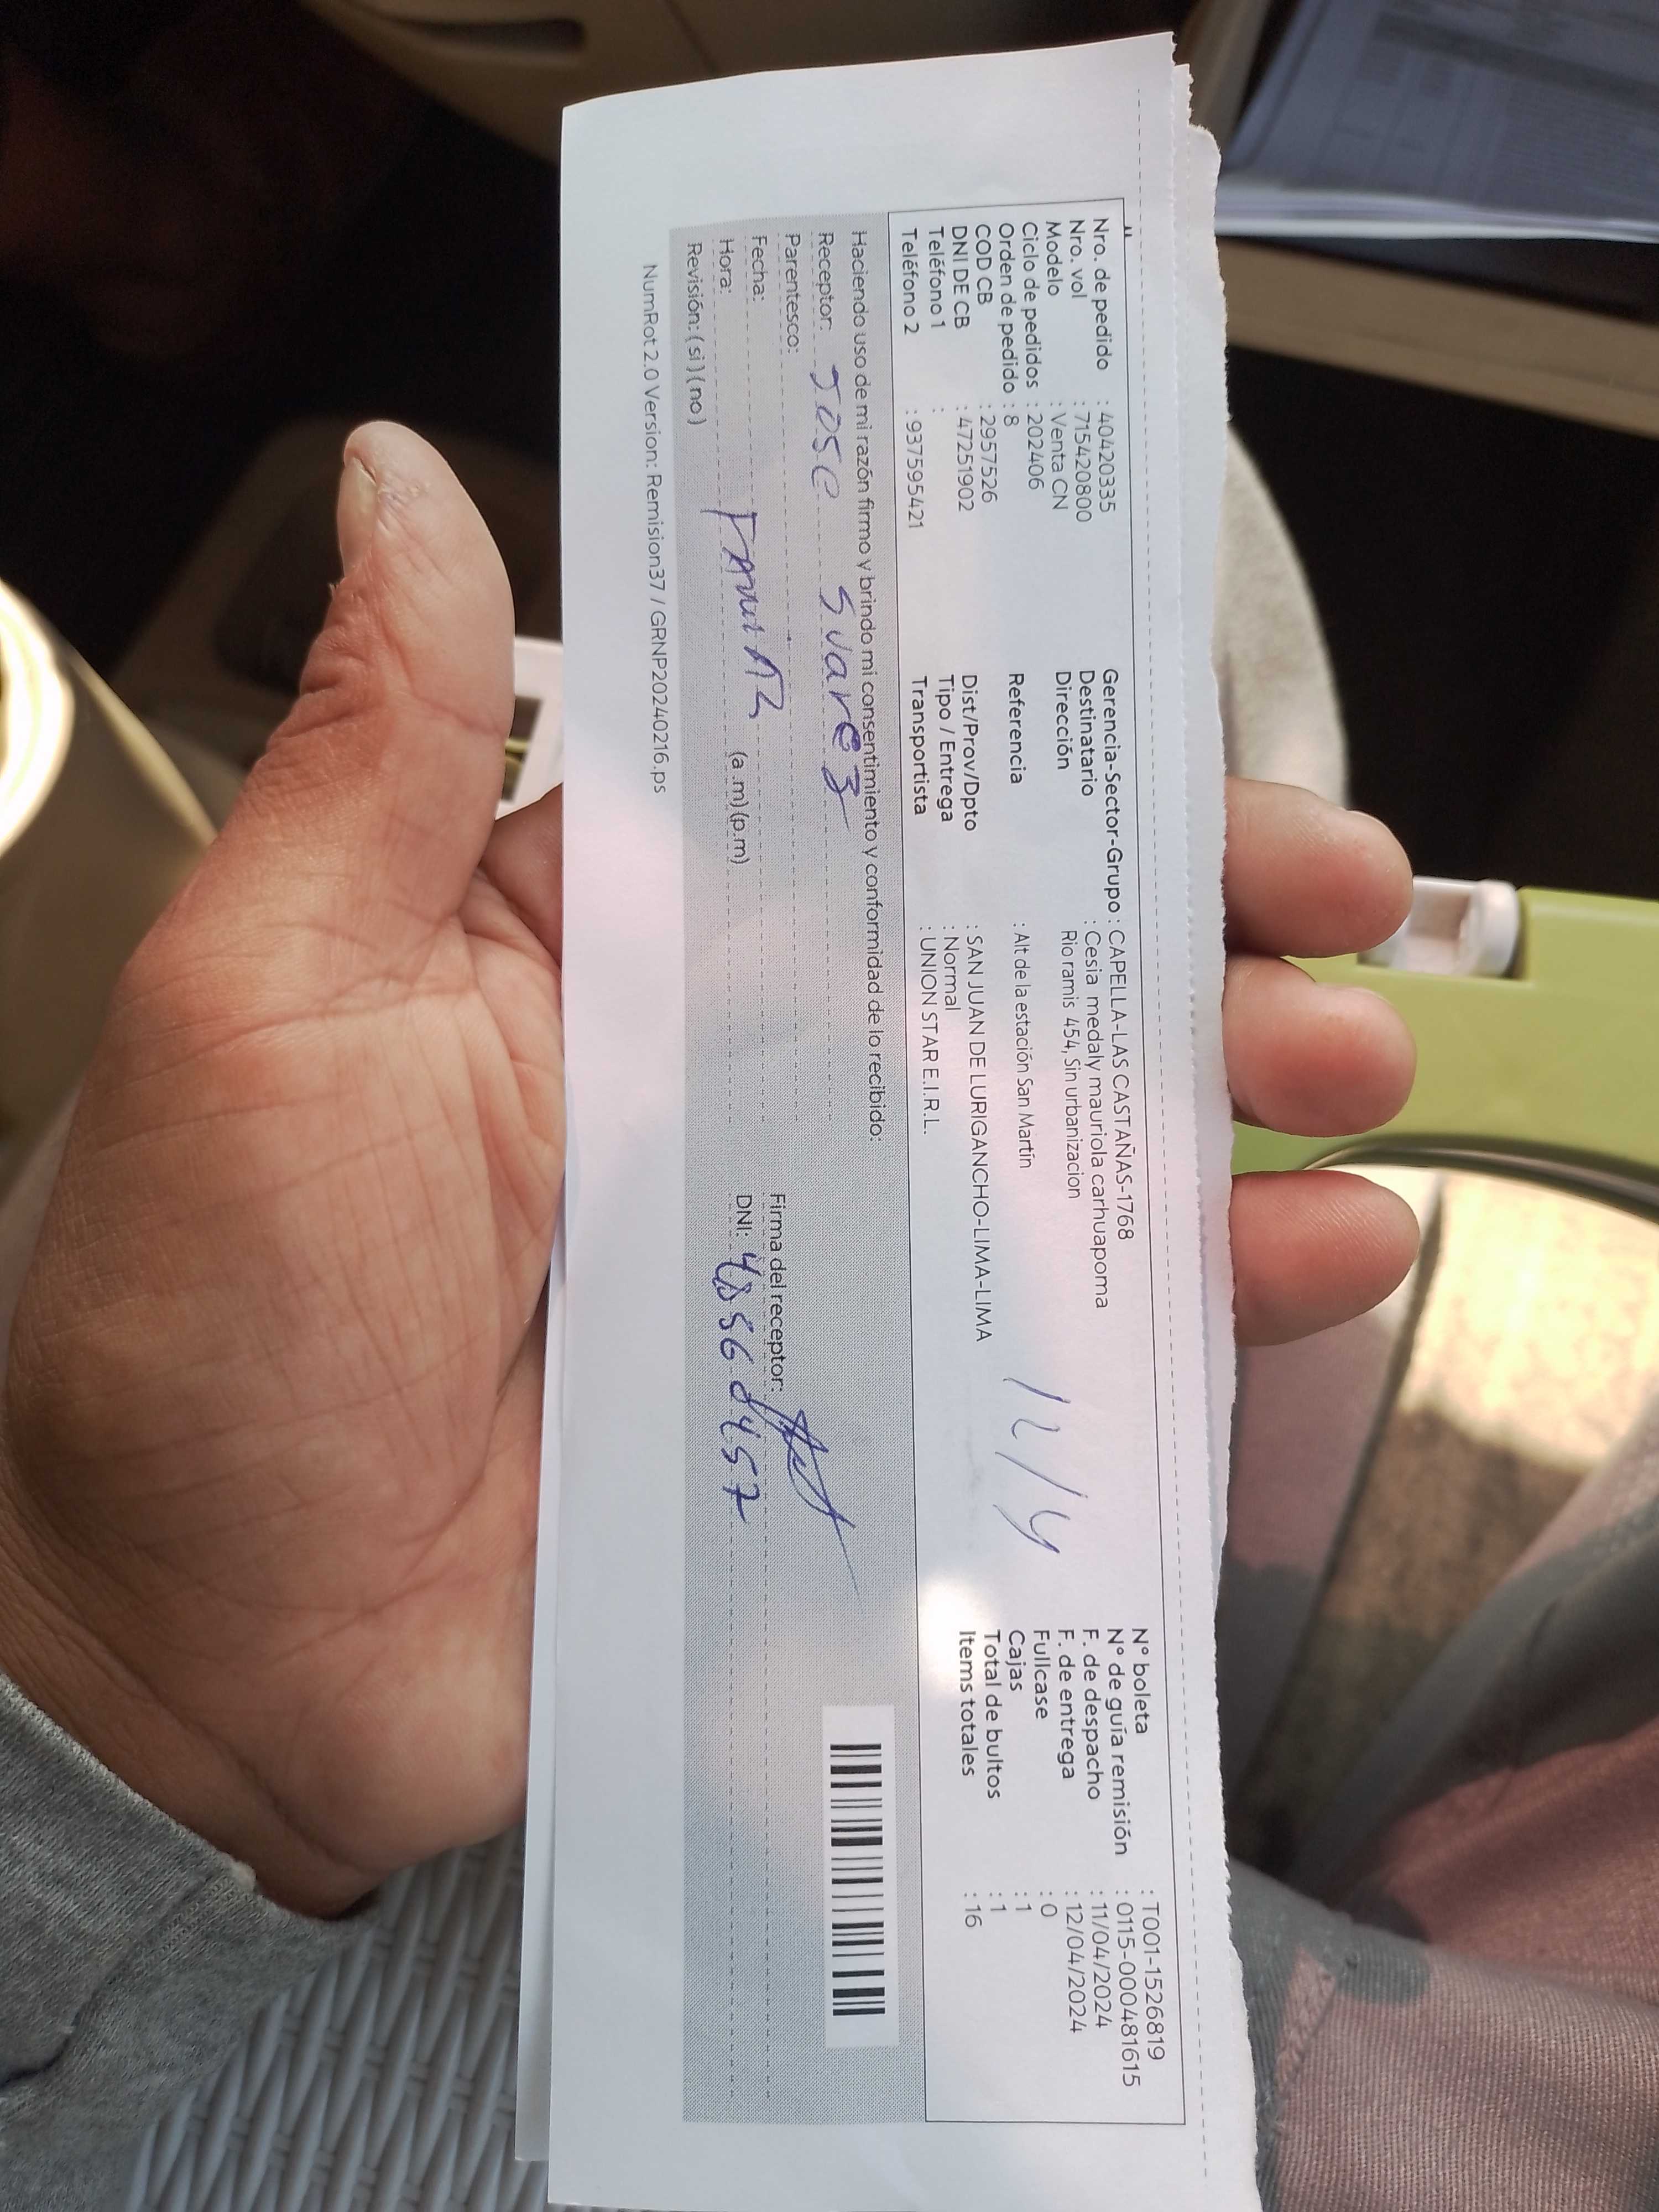 Nro. de pedido : 40420335
Nro. vol : 715420800
Modelo : Venta CN
Ciclo de pedidos : 202406
Orden de pedido : 8
COD CB : 2957526
DNI DE CB : 47251902
Teléfono 1 :
Teléfono 2 : 937595421
Gerencia-Sector-Grupo : CAPELLA-LAS CASTAÑAS-1768
Destinatario : Cesia medaly mauriola carhuapoma
Dirección Rio ramis 454, Sin urbanizacion
Referencia : Alt de la estación San Martín
Dist/Prov/Dpto : SAN JUAN DE LURIGANCHO-LIMA-LIMA
Tipo / Entrega : Normal
Transportista : UNION STAR E.I.R.L.
12/4
N° boleta : T001-1526819
N° de guía remisión : 0115-000481615
F. de despacho : 11/04/2024
F. de entrega : 12/04/2024
Fullcase : 0
Cajas : 1
Total de bultos : 1
Items totales : 16
Haciendo uso de mi razón firmo y brindo mi consentimiento y conformidad de lo recibido:
Receptor: Jose Suarez
Parentesco:
Fecha:
Hora: (a.m)(p.m)
Revisión: (si)(no)
Firma del receptor:
DNI:
NumRot 2.0 Version: Remision37 / GRNP20240216.ps